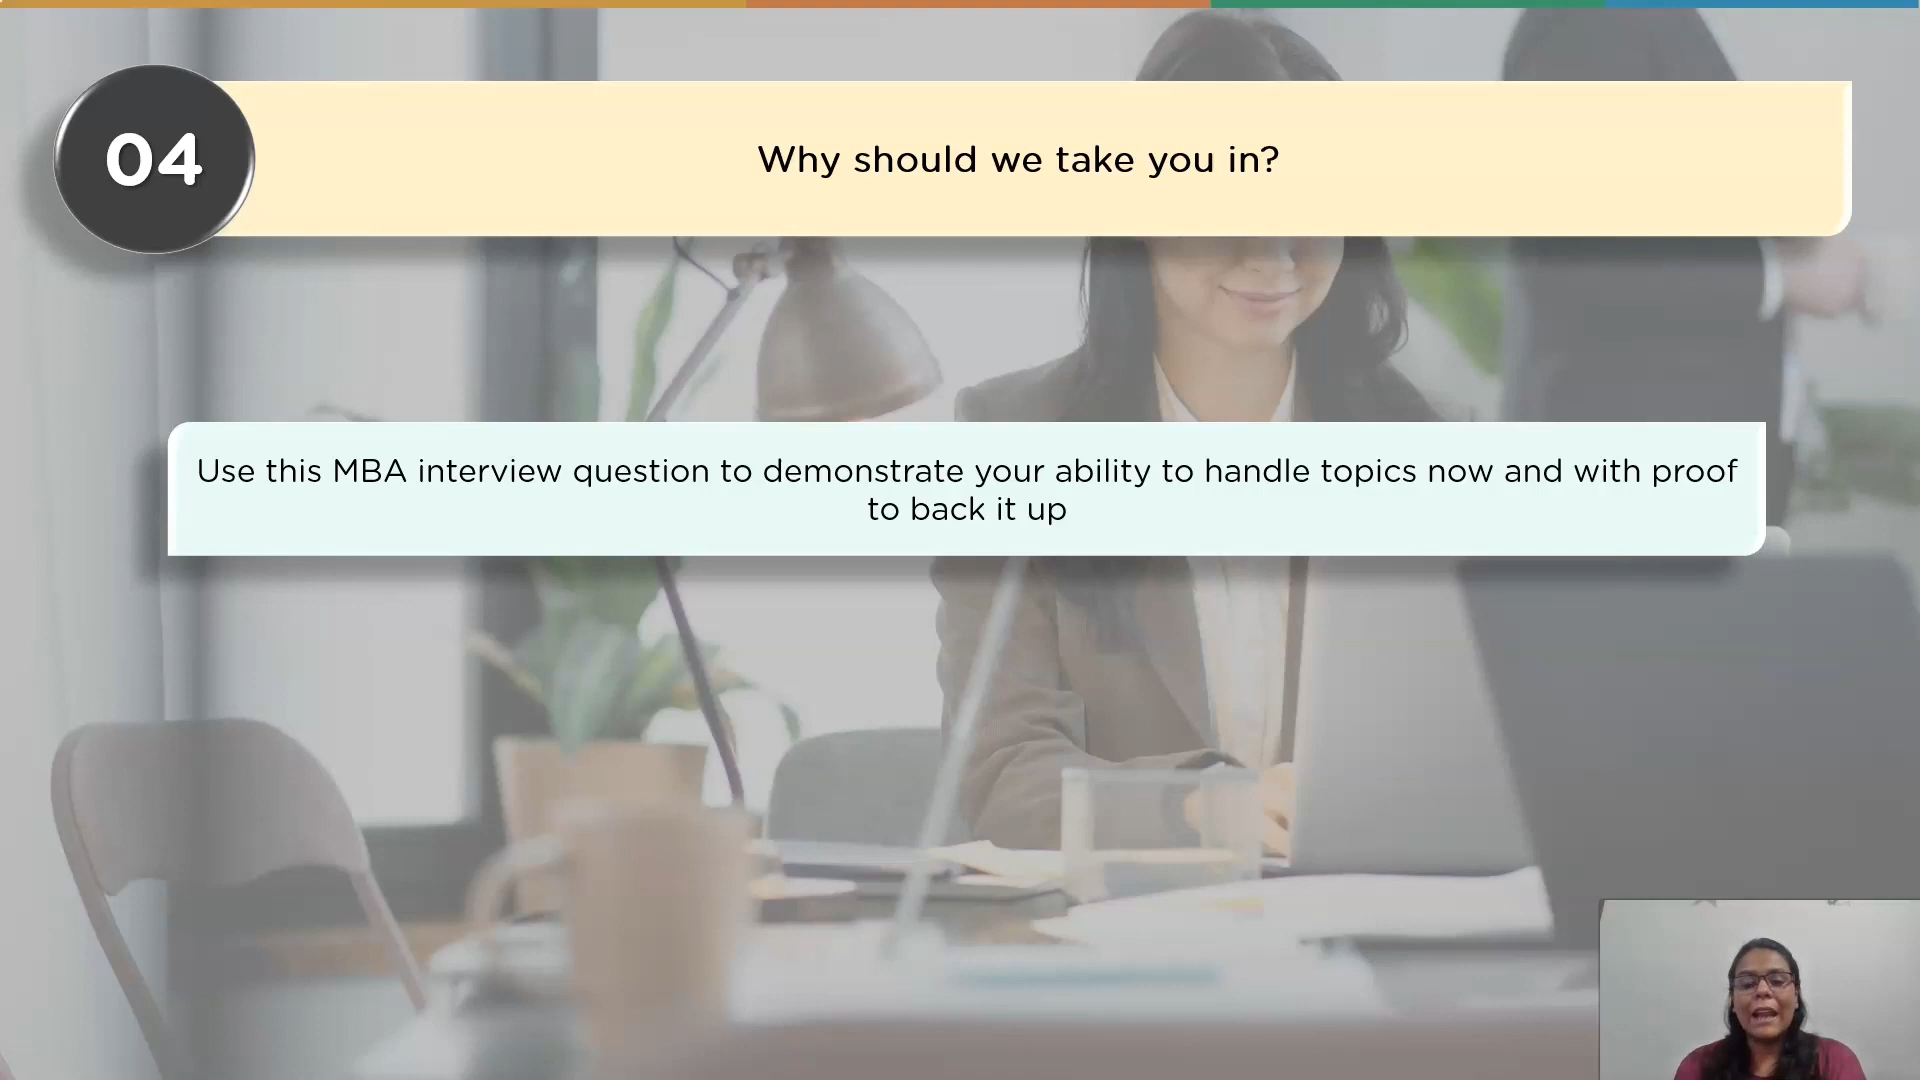 04
Why should we take you in?
Use this MBA interview question to demonstrate your ability to handle topics now and with proof
to back it up